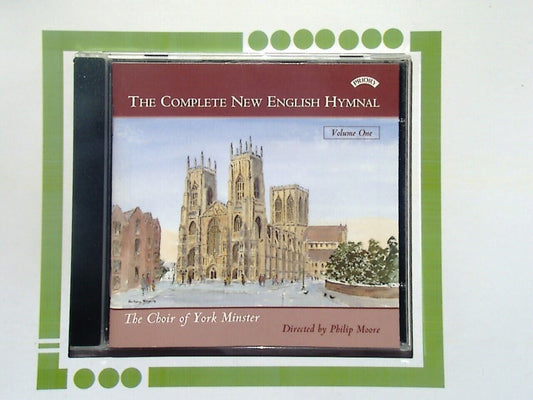 PRIORY
THE COMPLETE NEW ENGLISH HYMNAL
Volume One
The Choir of York Minster
Directed by Philip Moore